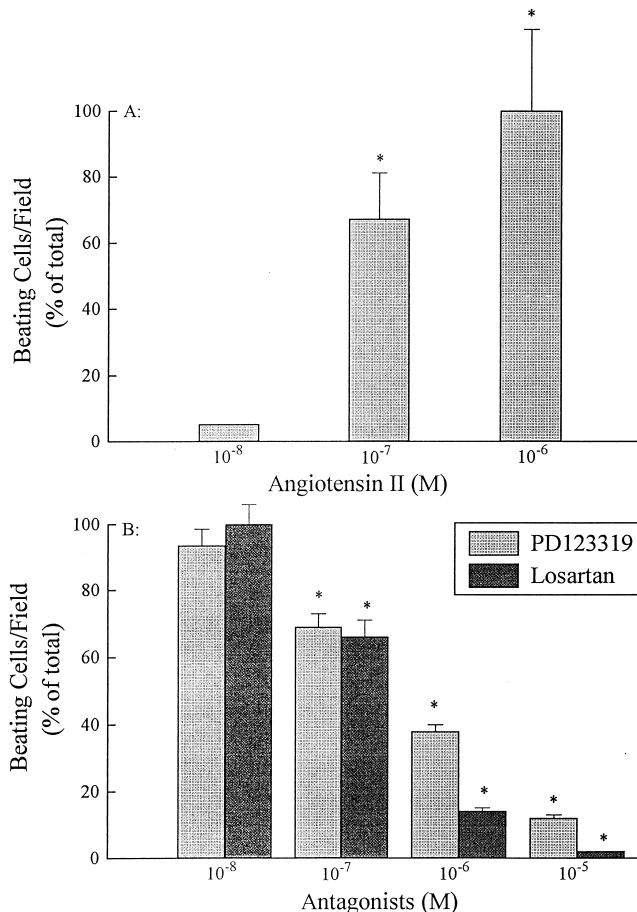 *
A:
*
100
80
60
40
20
0
Beating Cells/Field
(% of total)
10-8 10-7 10-6
Angiotensin II (M)
B:
PD123319
Losartan
100
80
60
40
20
0
* *
*
*
*
*
Beating Cells/Field
(% of total)
10-8 10-7 10-6 10-5
Antagonists (M)